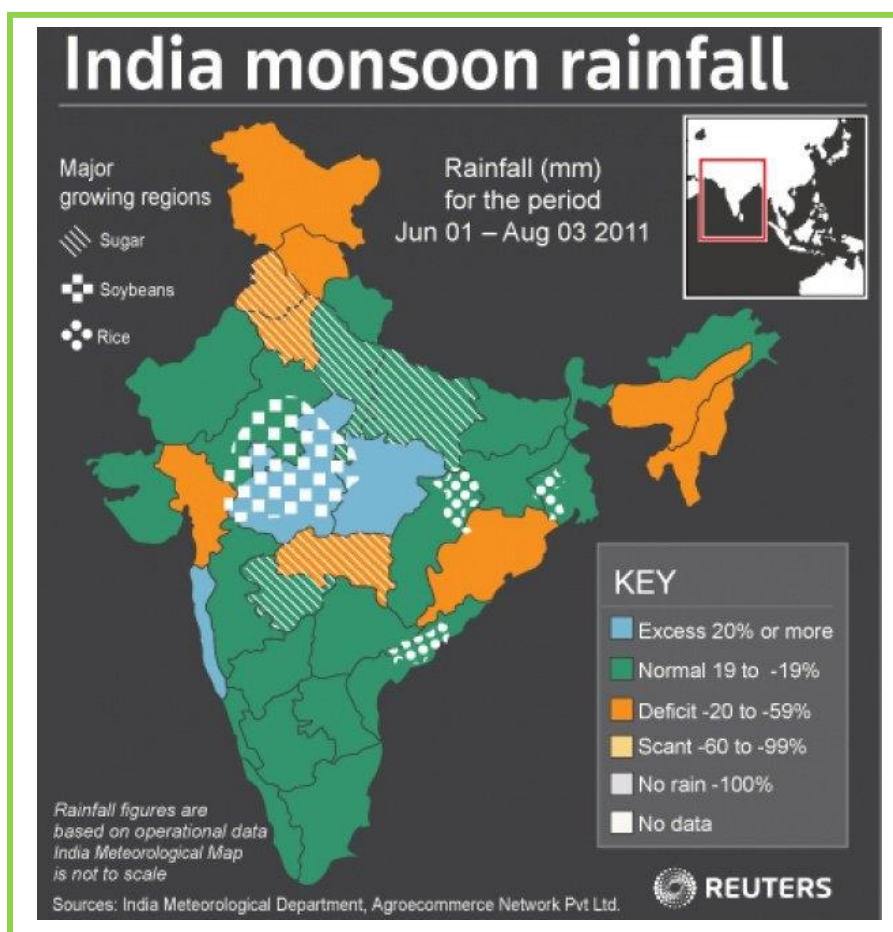 India monsoon rainfall
Major
growing regions
Sugar
Soybeans
Rice
Rainfall (mm)
for the period
Jun 01 – Aug 03 2011
KEY
Excess 20% or more
Normal 19 to -19%
Deficit -20 to -59%
Scant -60 to -99%
No rain -100%
No data
Rainfall figures are
based on operational data
India Meteorological Map
is not to scale
Sources: India Meteorological Department, Agroecommerce Network Pvt Ltd.
REUTERS